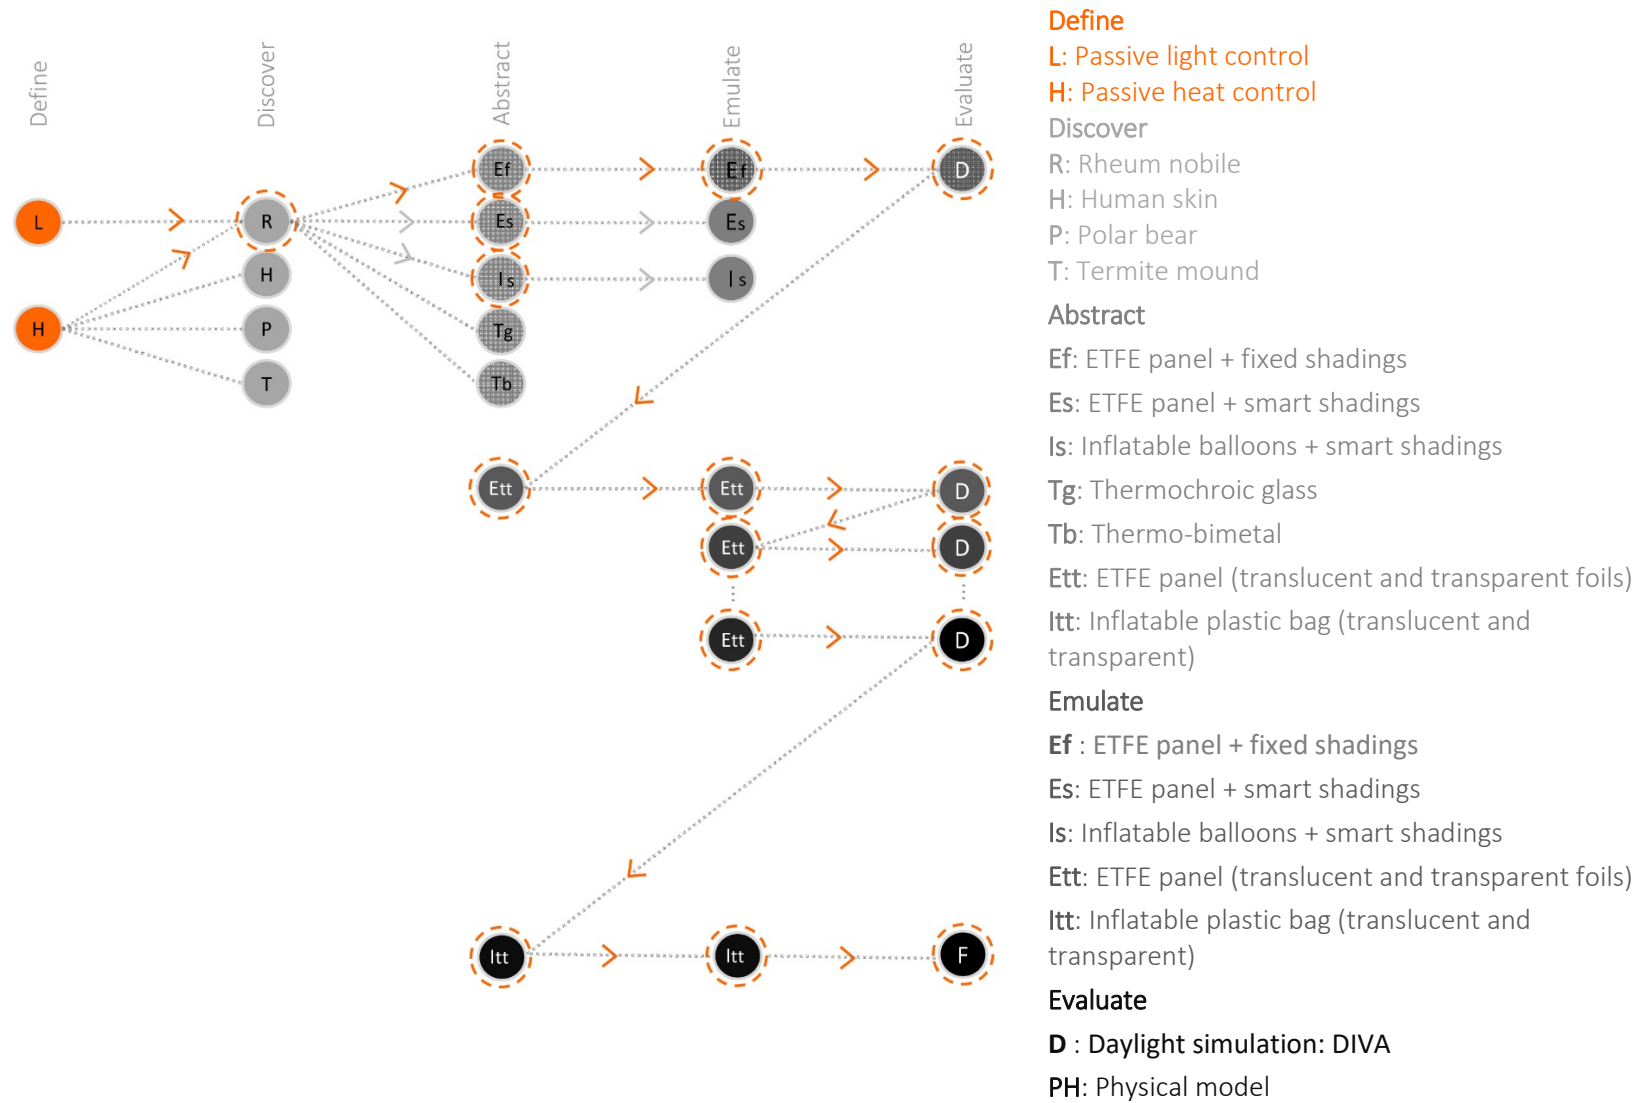 Define
Discover
Abstract
Emulate
Evaluate
Ef
Ef
D
L
R
Es
Es
H
Is
Is
H
P
Tg
T
Tb
Ett
Ett
D
Ett
D
Ett
D
Itt
Itt
F
Define
L: Passive light control
H: Passive heat control
Discover
R: Rheum nobile
H: Human skin
P: Polar bear
T: Termite mound
Abstract
Ef: ETFE panel + fixed shadings
Es: ETFE panel + smart shadings
Is: Inflatable balloons + smart shadings
Tg: Thermochroic glass
Tb: Thermo-bimetal
Ett: ETFE panel (translucent and transparent foils)
Itt: Inflatable plastic bag (translucent and
transparent)
Emulate
Ef : ETFE panel + fixed shadings
Es: ETFE panel + smart shadings
Is: Inflatable balloons + smart shadings
Ett: ETFE panel (translucent and transparent foils)
Itt: Inflatable plastic bag (translucent and
transparent)
Evaluate
D : Daylight simulation: DIVA
PH: Physical model